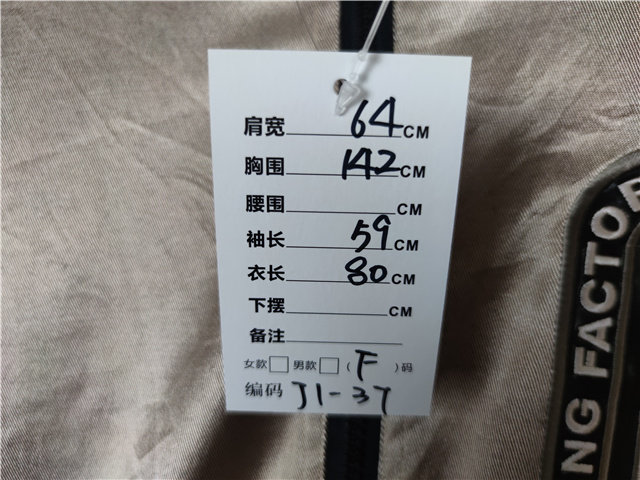 肩宽 64 CM
胸围 142 CM
腰围 CM
袖长 59 CM
衣长 80 CM
下摆 CM
备注
女款 男款 ( F ) 码
编码 J1-37
NG FACTOR